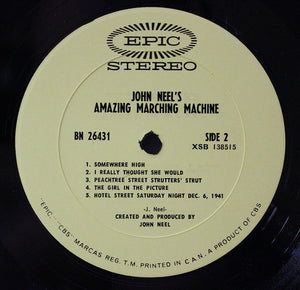 EPIC
STEREO
JOHN NEEL'S
AMAZING MARCHING MACHINE
BN 26431
SIDE 2
XSB 138515
1. SOMEWHERE HIGH
2. I REALLY THOUGHT SHE WOULD
3. PEACHTREE STREET STRUTTERS' STRUT
4. THE GIRL IN THE PICTURE
5. HOTEL STREET SATURDAY NIGHT DEC. 6, 1941
-J. Neel-
CREATED AND PRODUCED BY
JOHN NEEL
"EPIC," "CBS" MARCAS REG. T.M. PRINTED IN CAN. A PRODUCT OF CBS